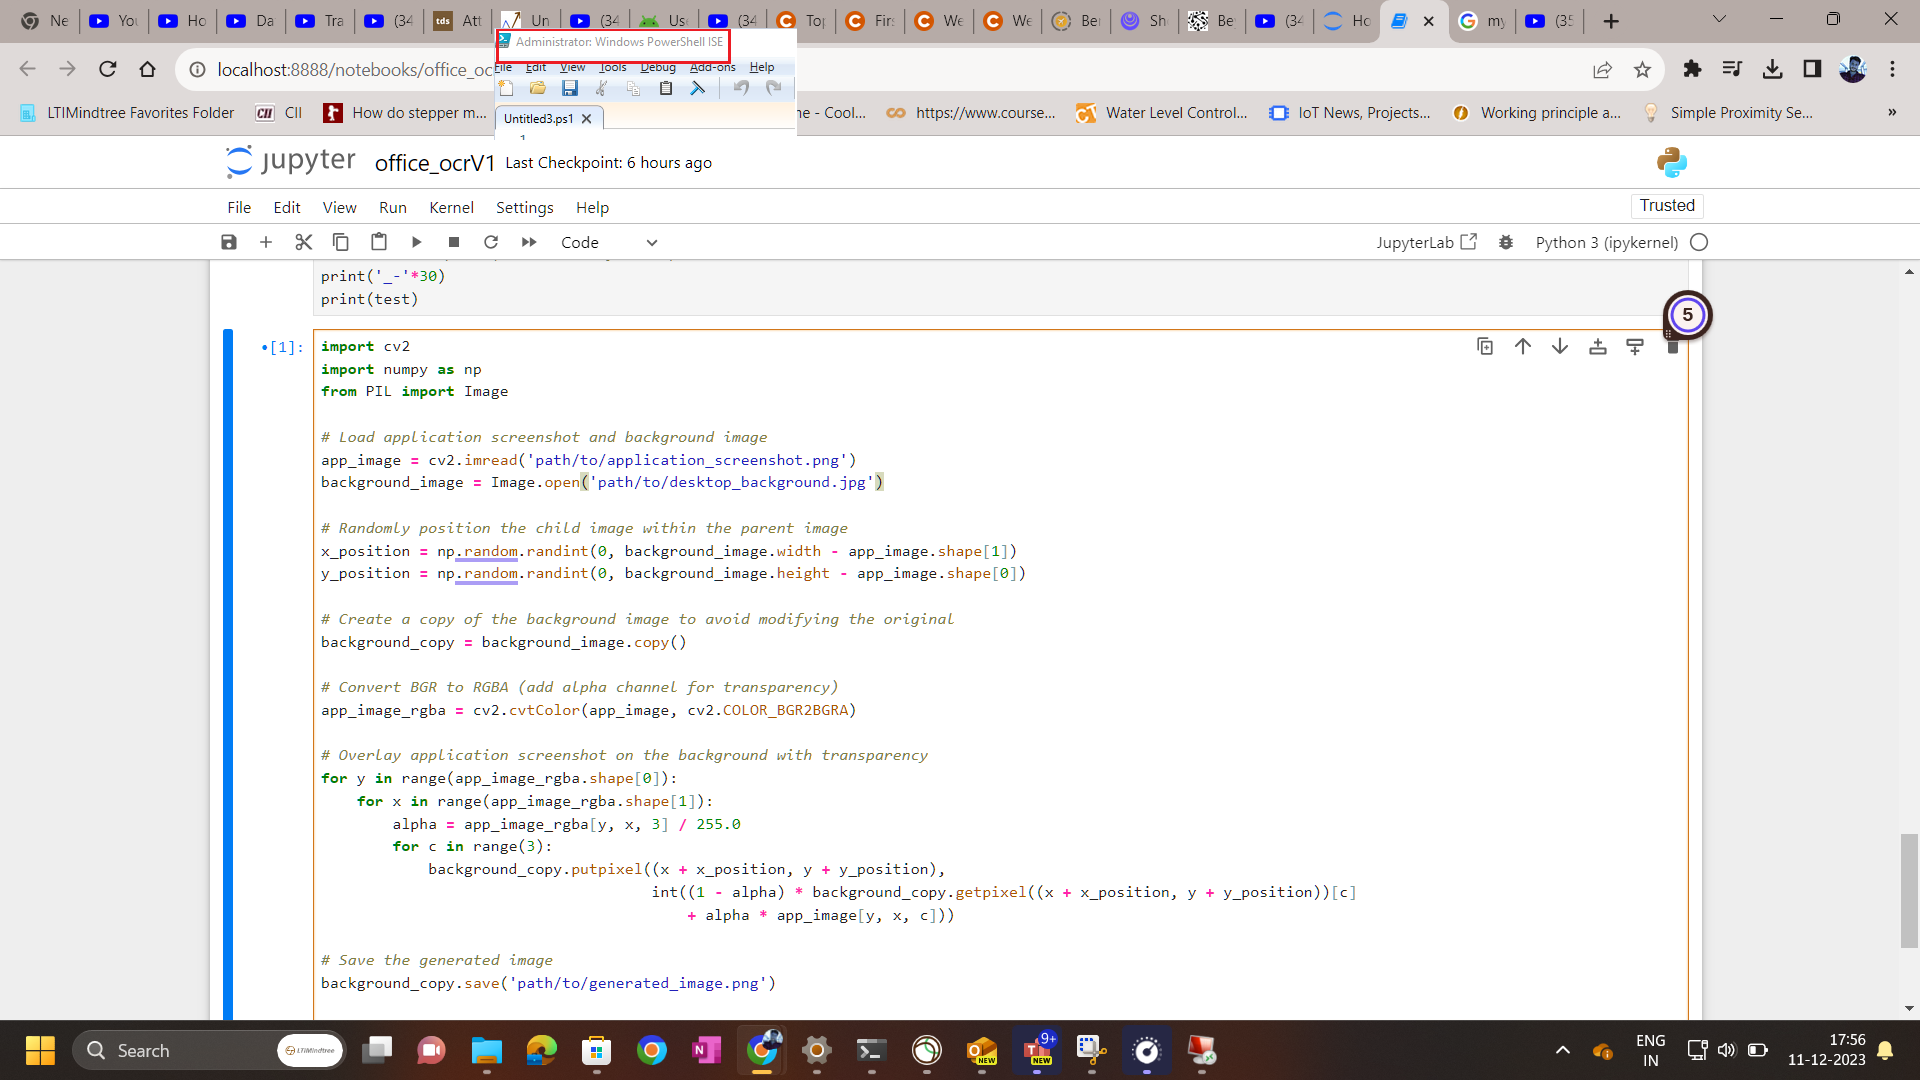 Ne
You
Ho
Da
Tra
(34
tds Att
Un
(34
Use
(34
Top
Firs
We
We
Ber
Sh
Be
(34
Ho
my
(35
Administrator: Windows PowerShell ISE
File Edit View Tools Debug Add-ons Help
localhost:8888/notebooks/office_oc
LTIMindtree Favorites Folder
CII CII
How do stepper m...
Untitled3.ps1
1
ne - Cool...
https://www.course...
Water Level Control...
IoT News, Projects...
Working principle a...
Simple Proximity Se...
»
jupyter office_ocrV1 Last Checkpoint: 6 hours ago
File Edit View Run Kernel Settings Help
Trusted
Code
JupyterLab
Python 3 (ipykernel)
print('_-'*30)
print(test)
5
•[1]:
import cv2
import numpy as np
from PIL import Image
# Load application screenshot and background image
app_image = cv2.imread('path/to/application_screenshot.png')
background_image = Image.open('path/to/desktop_background.jpg')
# Randomly position the child image within the parent image
x_position = np.random.randint(0, background_image.width - app_image.shape[1])
y_position = np.random.randint(0, background_image.height - app_image.shape[0])
# Create a copy of the background image to avoid modifying the original
background_copy = background_image.copy()
# Convert BGR to RGBA (add alpha channel for transparency)
app_image_rgba = cv2.cvtColor(app_image, cv2.COLOR_BGR2BGRA)
# Overlay application screenshot on the background with transparency
for y in range(app_image_rgba.shape[0]):
    for x in range(app_image_rgba.shape[1]):
        alpha = app_image_rgba[y, x, 3] / 255.0
        for c in range(3):
            background_copy.putpixel((x + x_position, y + y_position),
                                     int((1 - alpha) * background_copy.getpixel((x + x_position, y + y_position))[c]
                                         + alpha * app_image[y, x, c]))
# Save the generated image
background_copy.save('path/to/generated_image.png')
Search
LTIMindtree
NEW
9+
NEW
ENG
IN
17:56
11-12-2023